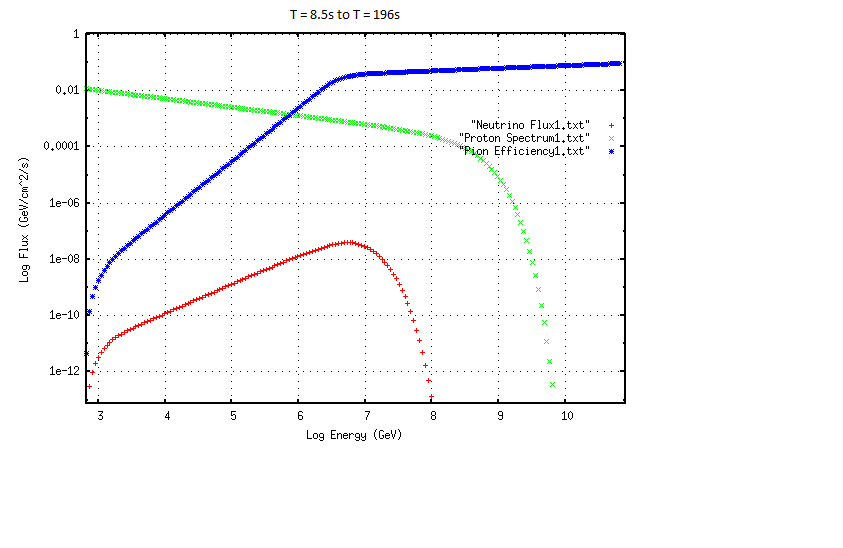 T = 8.5s to T = 196s
1
0.01
0.0001
1e-06
1e-08
1e-10
1e-12
Log Flux (GeV/cm^2/s)
"Neutrino Flux1.txt"
"Proton Spectrum1.txt"
"Pion Efficiency1.txt"
3 4 5 6 7 8 9 10
Log Energy (GeV)